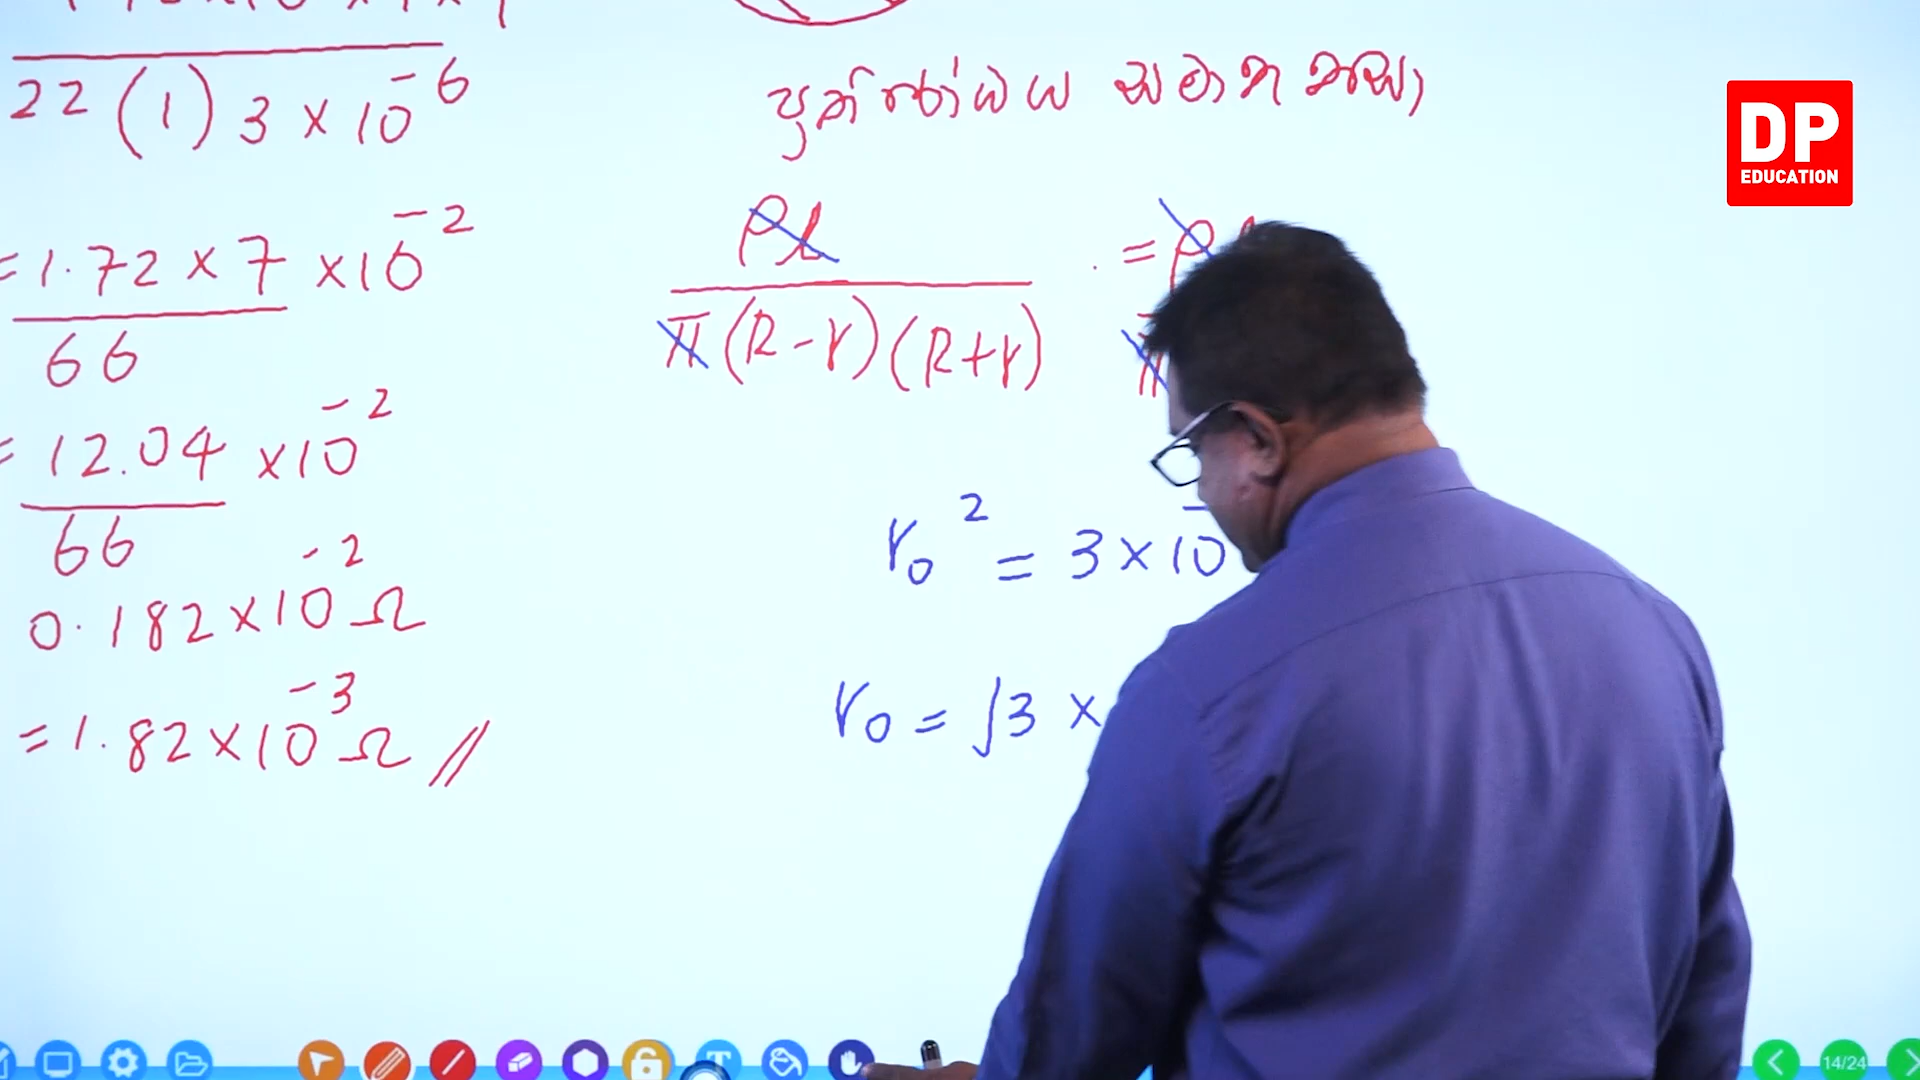 22 (1) 3 × 10⁻⁶
= 1.72 × 7 × 10⁻²
66
= 12.04 × 10⁻²
66
0.182 × 10⁻² Ω
= 1.82 × 10⁻³ Ω //
සමාන
ρl = ρ
π (R - r) (R + r) π
r₀² = 3 × 10⁻
r₀ = √3 ×
DP
EDUCATION
14/24